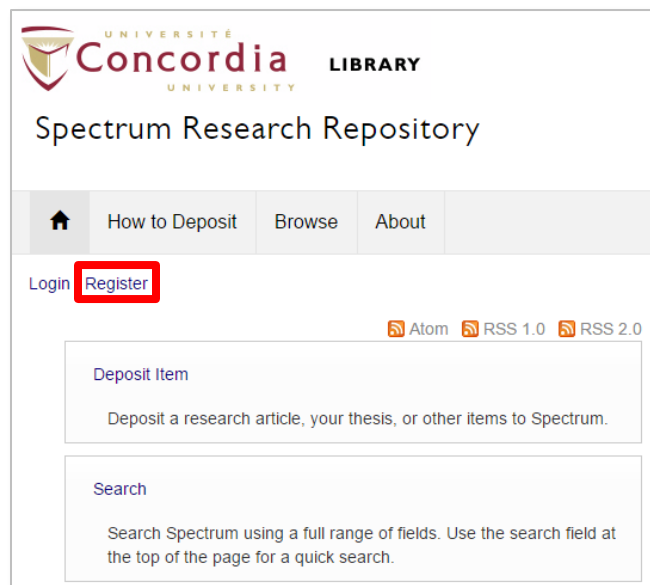 UNIVERSITÉ
Concordia LIBRARY
UNIVERSITY
Spectrum Research Repository
How to Deposit Browse About
Login Register
Atom RSS 1.0 RSS 2.0
Deposit Item
Deposit a research article, your thesis, or other items to Spectrum.
Search
Search Spectrum using a full range of fields. Use the search field at
the top of the page for a quick search.